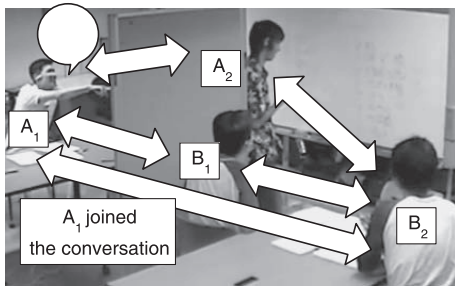 A2
A1
B1
B2
A1 joined
the conversation